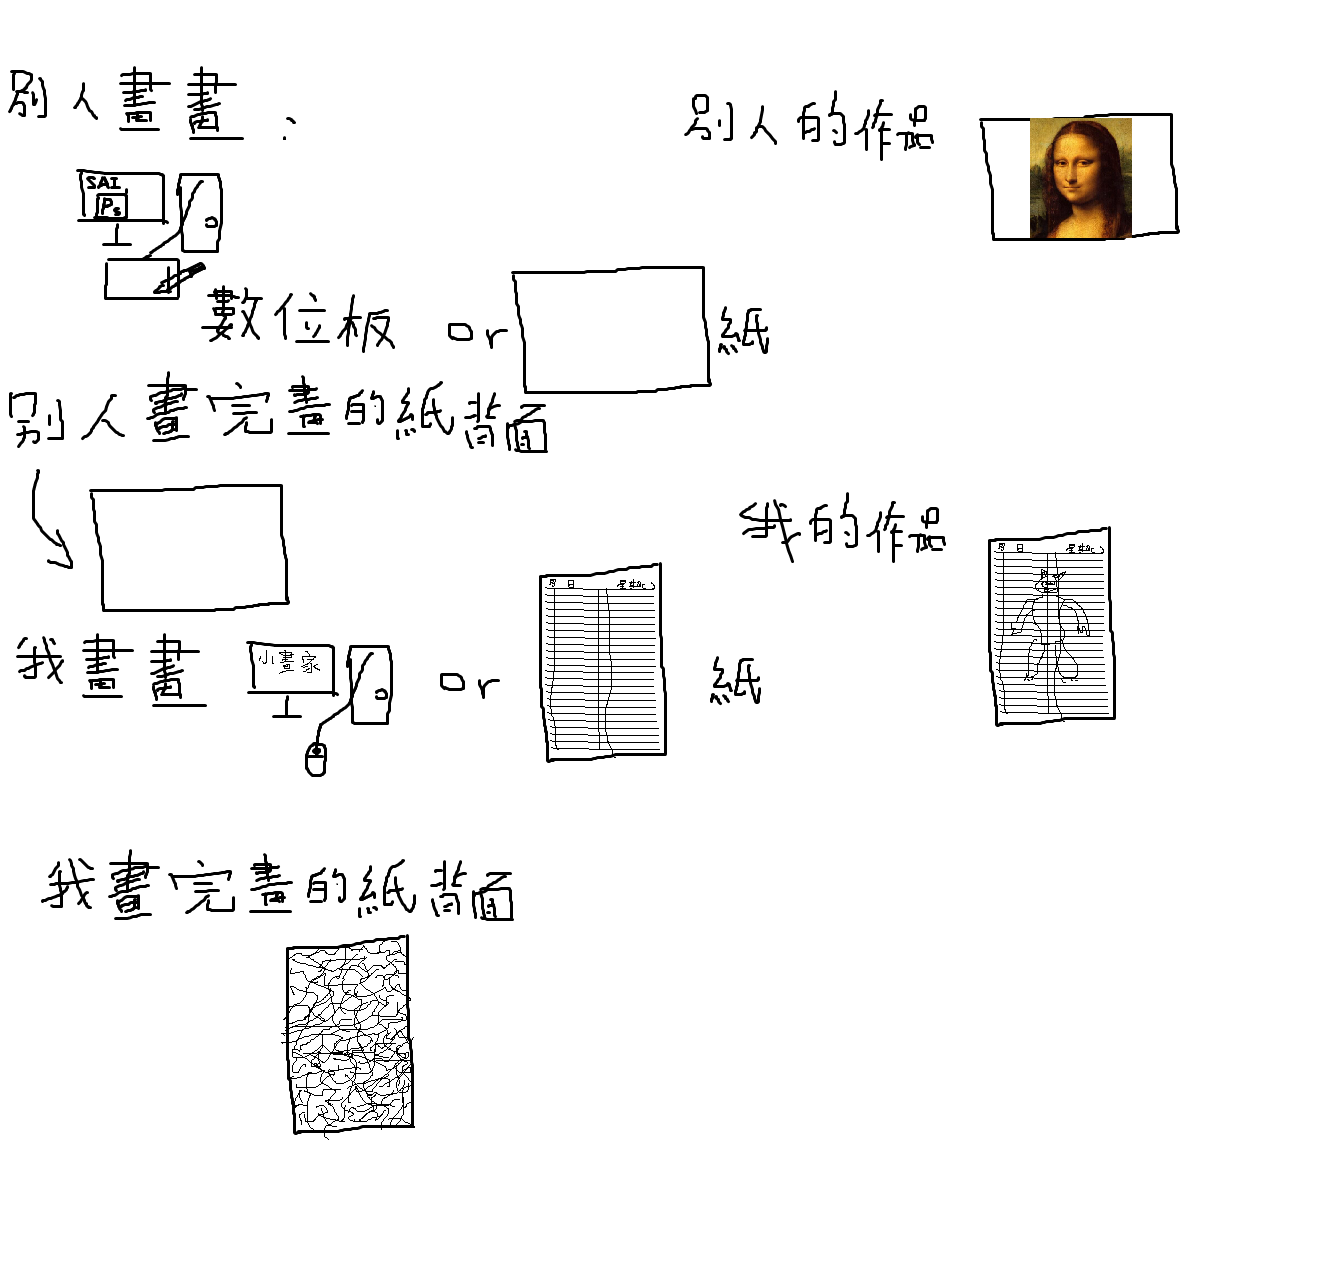 別人畫畫：
別人的作品
SAI
Ps
數位板 or 紙
別人畫完畫的紙背面
我的作品
月 日
星期( )
月 日
星期( )
我畫畫 小畫家 or 紙
我畫完畫的紙背面